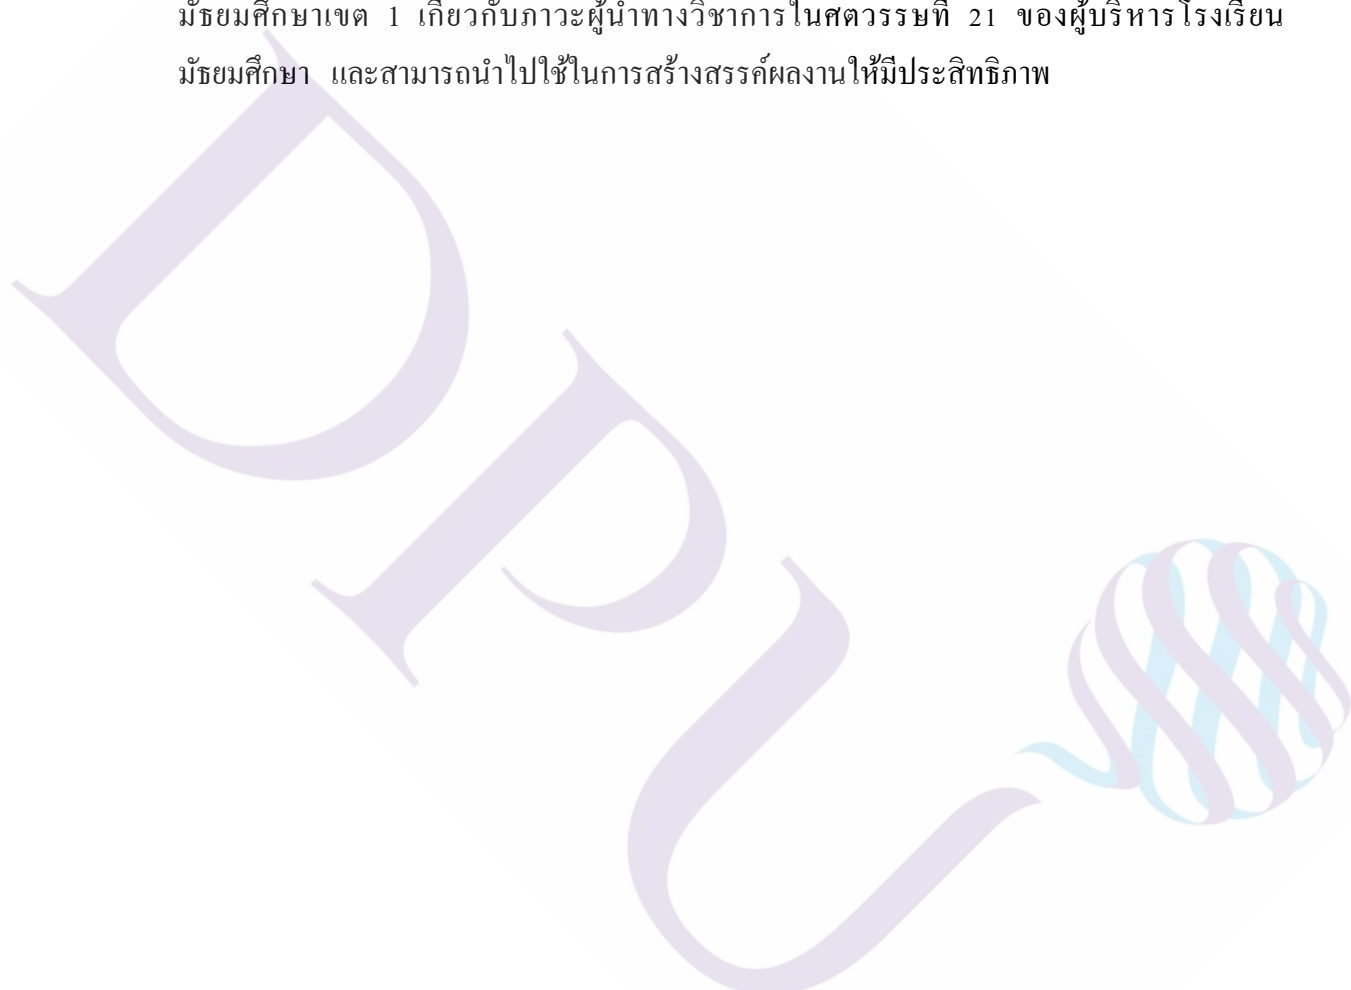 มัธยมศึกษาเขต 1 เกี่ยวกับภาวะผู้นำทางวิชาการในศตวรรษที่ 21 ของผู้บริหารโรงเรียน
มัธยมศึกษา และสามารถนำไปใช้ในการสร้างสรรค์ผลงานให้มีประสิทธิภาพ
DPU